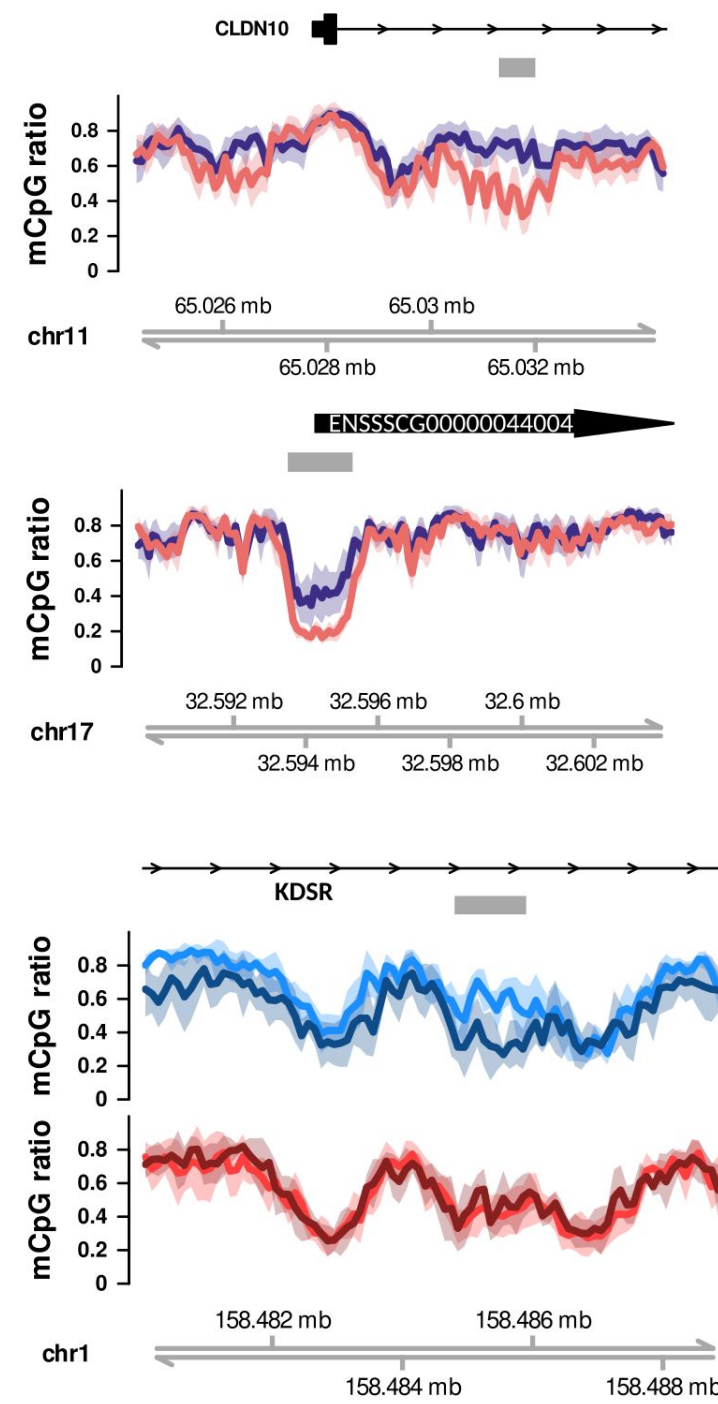 CLDN10
mCpG ratio
0.8
0.6
0.4
0.2
0
65.026 mb 65.03 mb
chr11
65.028 mb 65.032 mb
ENSSSCG00000044004
mCpG ratio
0.8
0.6
0.4
0.2
0
32.592 mb 32.596 mb 32.6 mb
chr17
32.594 mb 32.598 mb 32.602 mb
KDSR
mCpG ratio
0.8
0.6
0.4
0.2
0
mCpG ratio
0.8
0.6
0.4
0.2
0
158.482 mb 158.486 mb
chr1
158.484 mb 158.488 mb